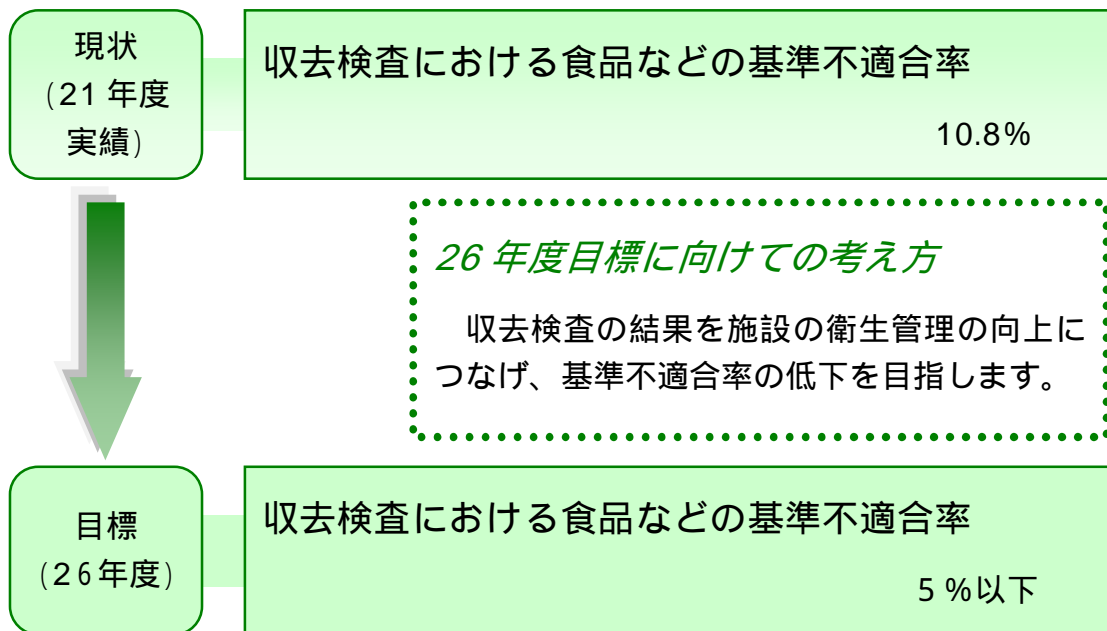 現状
(21 年度
実績)
収去検査における食品などの基準不適合率
10.8%
26 年度目標に向けての考え方
収去検査の結果を施設の衛生管理の向上に
つなげ、基準不適合率の低下を目指します。
目標
(26年度)
収去検査における食品などの基準不適合率
5 %以下